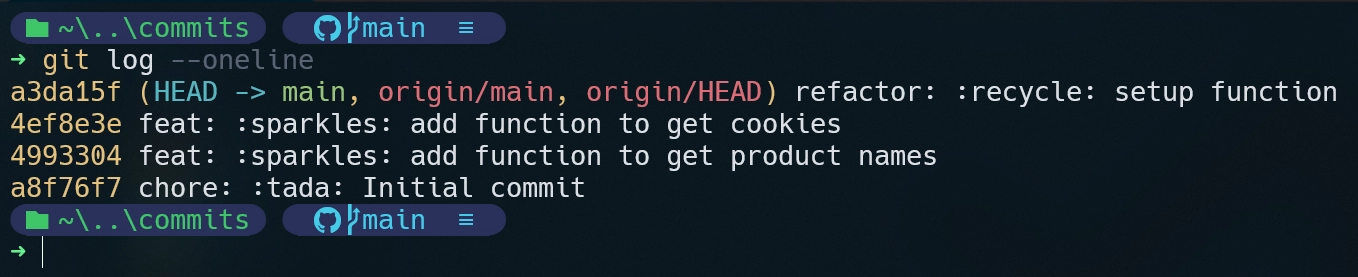 ~\..\commits main ≡
➜ git log --oneline
a3da15f (HEAD -> main, origin/main, origin/HEAD) refactor: :recycle: setup function
4ef8e3e feat: :sparkles: add function to get cookies
4993304 feat: :sparkles: add function to get product names
a8f76f7 chore: :tada: Initial commit
~\..\commits main ≡
➜